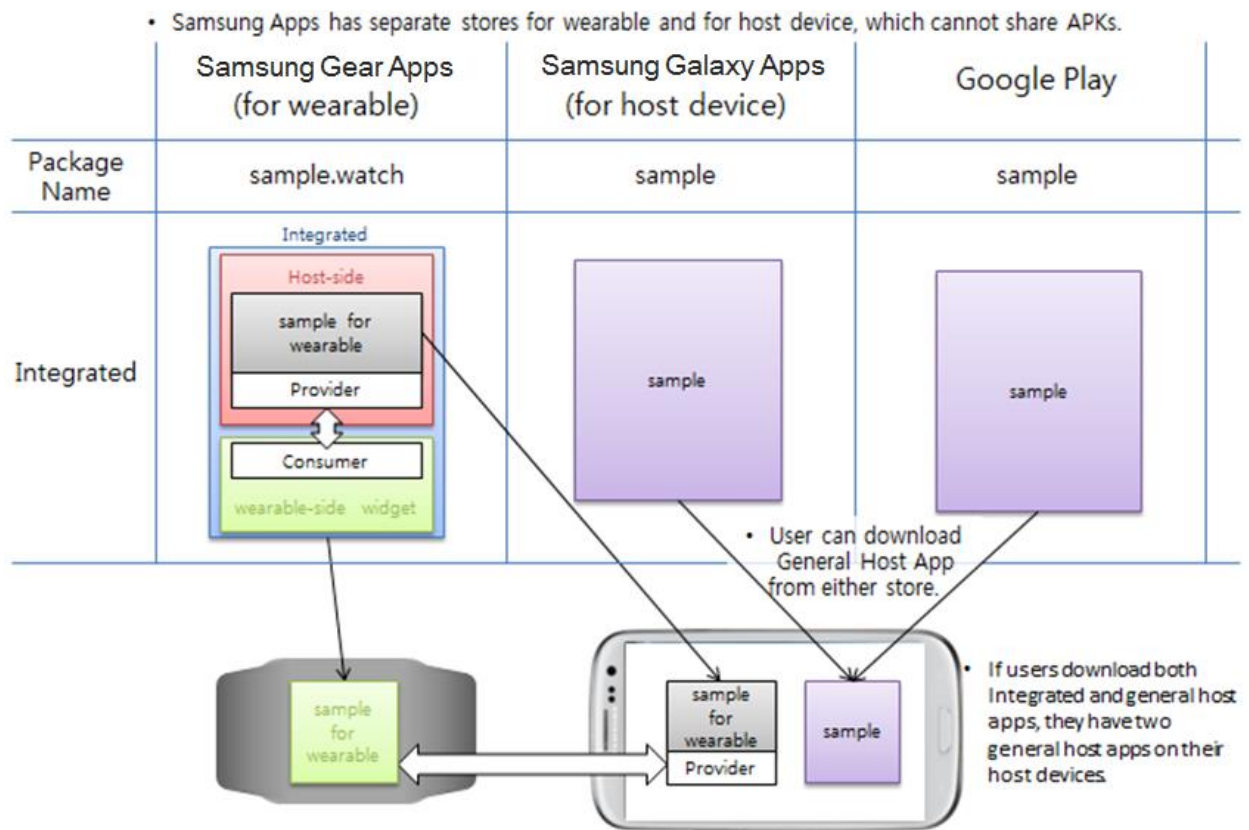 • Samsung Apps has separate stores for wearable and for host device, which cannot share APKs.
Samsung Gear Apps
(for wearable)
Samsung Galaxy Apps
(for host device)
Google Play
Package
Name
sample.watch
sample
sample
Integrated
Integrated
Host-side
sample for
wearable
Provider
Consumer
wearable-side widget
sample
sample
• User can download
General Host App
from either store.
sample
for
wearable
sample
for
wearable
Provider
sample
• If users download both
Integrated and general host
apps, they have two
general host apps on their
host devices.